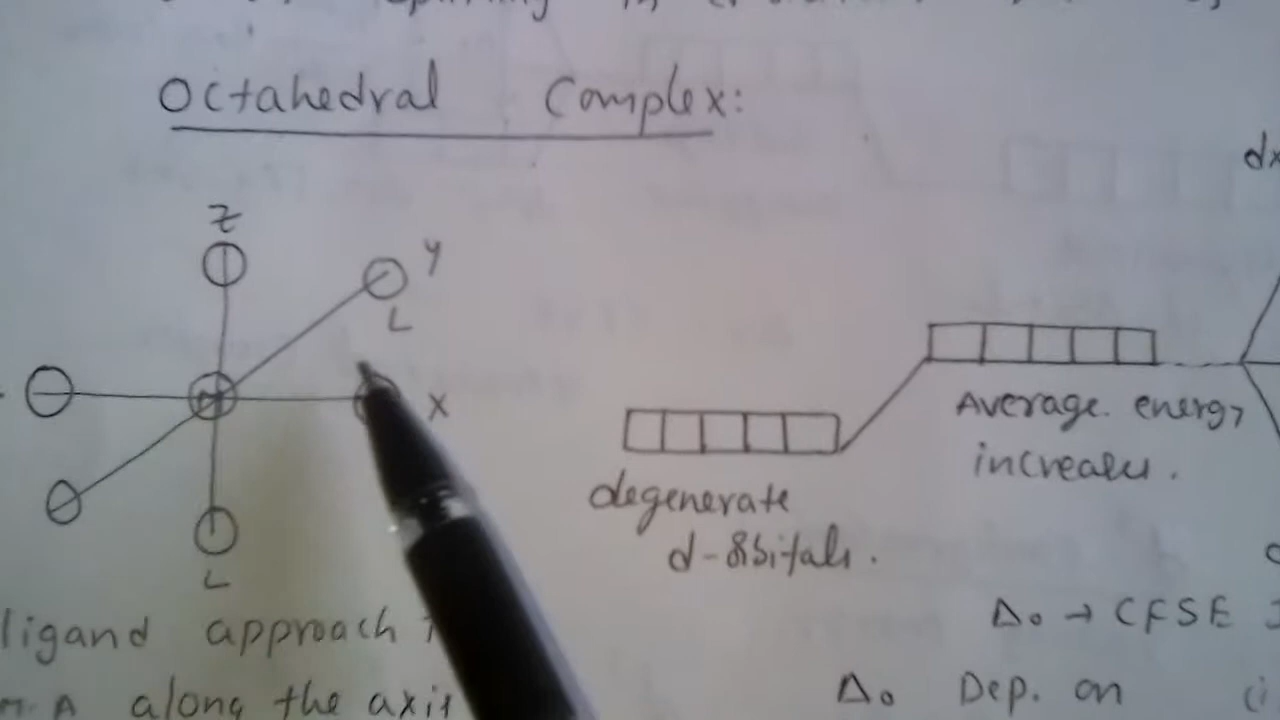 Octahedral Complex:
Z
Y
L
X
L
Average energy
increases.
degenerate
d-orbitals.
ligand approach
along the axis
Δo → CFSE
Δo Dep. on (i